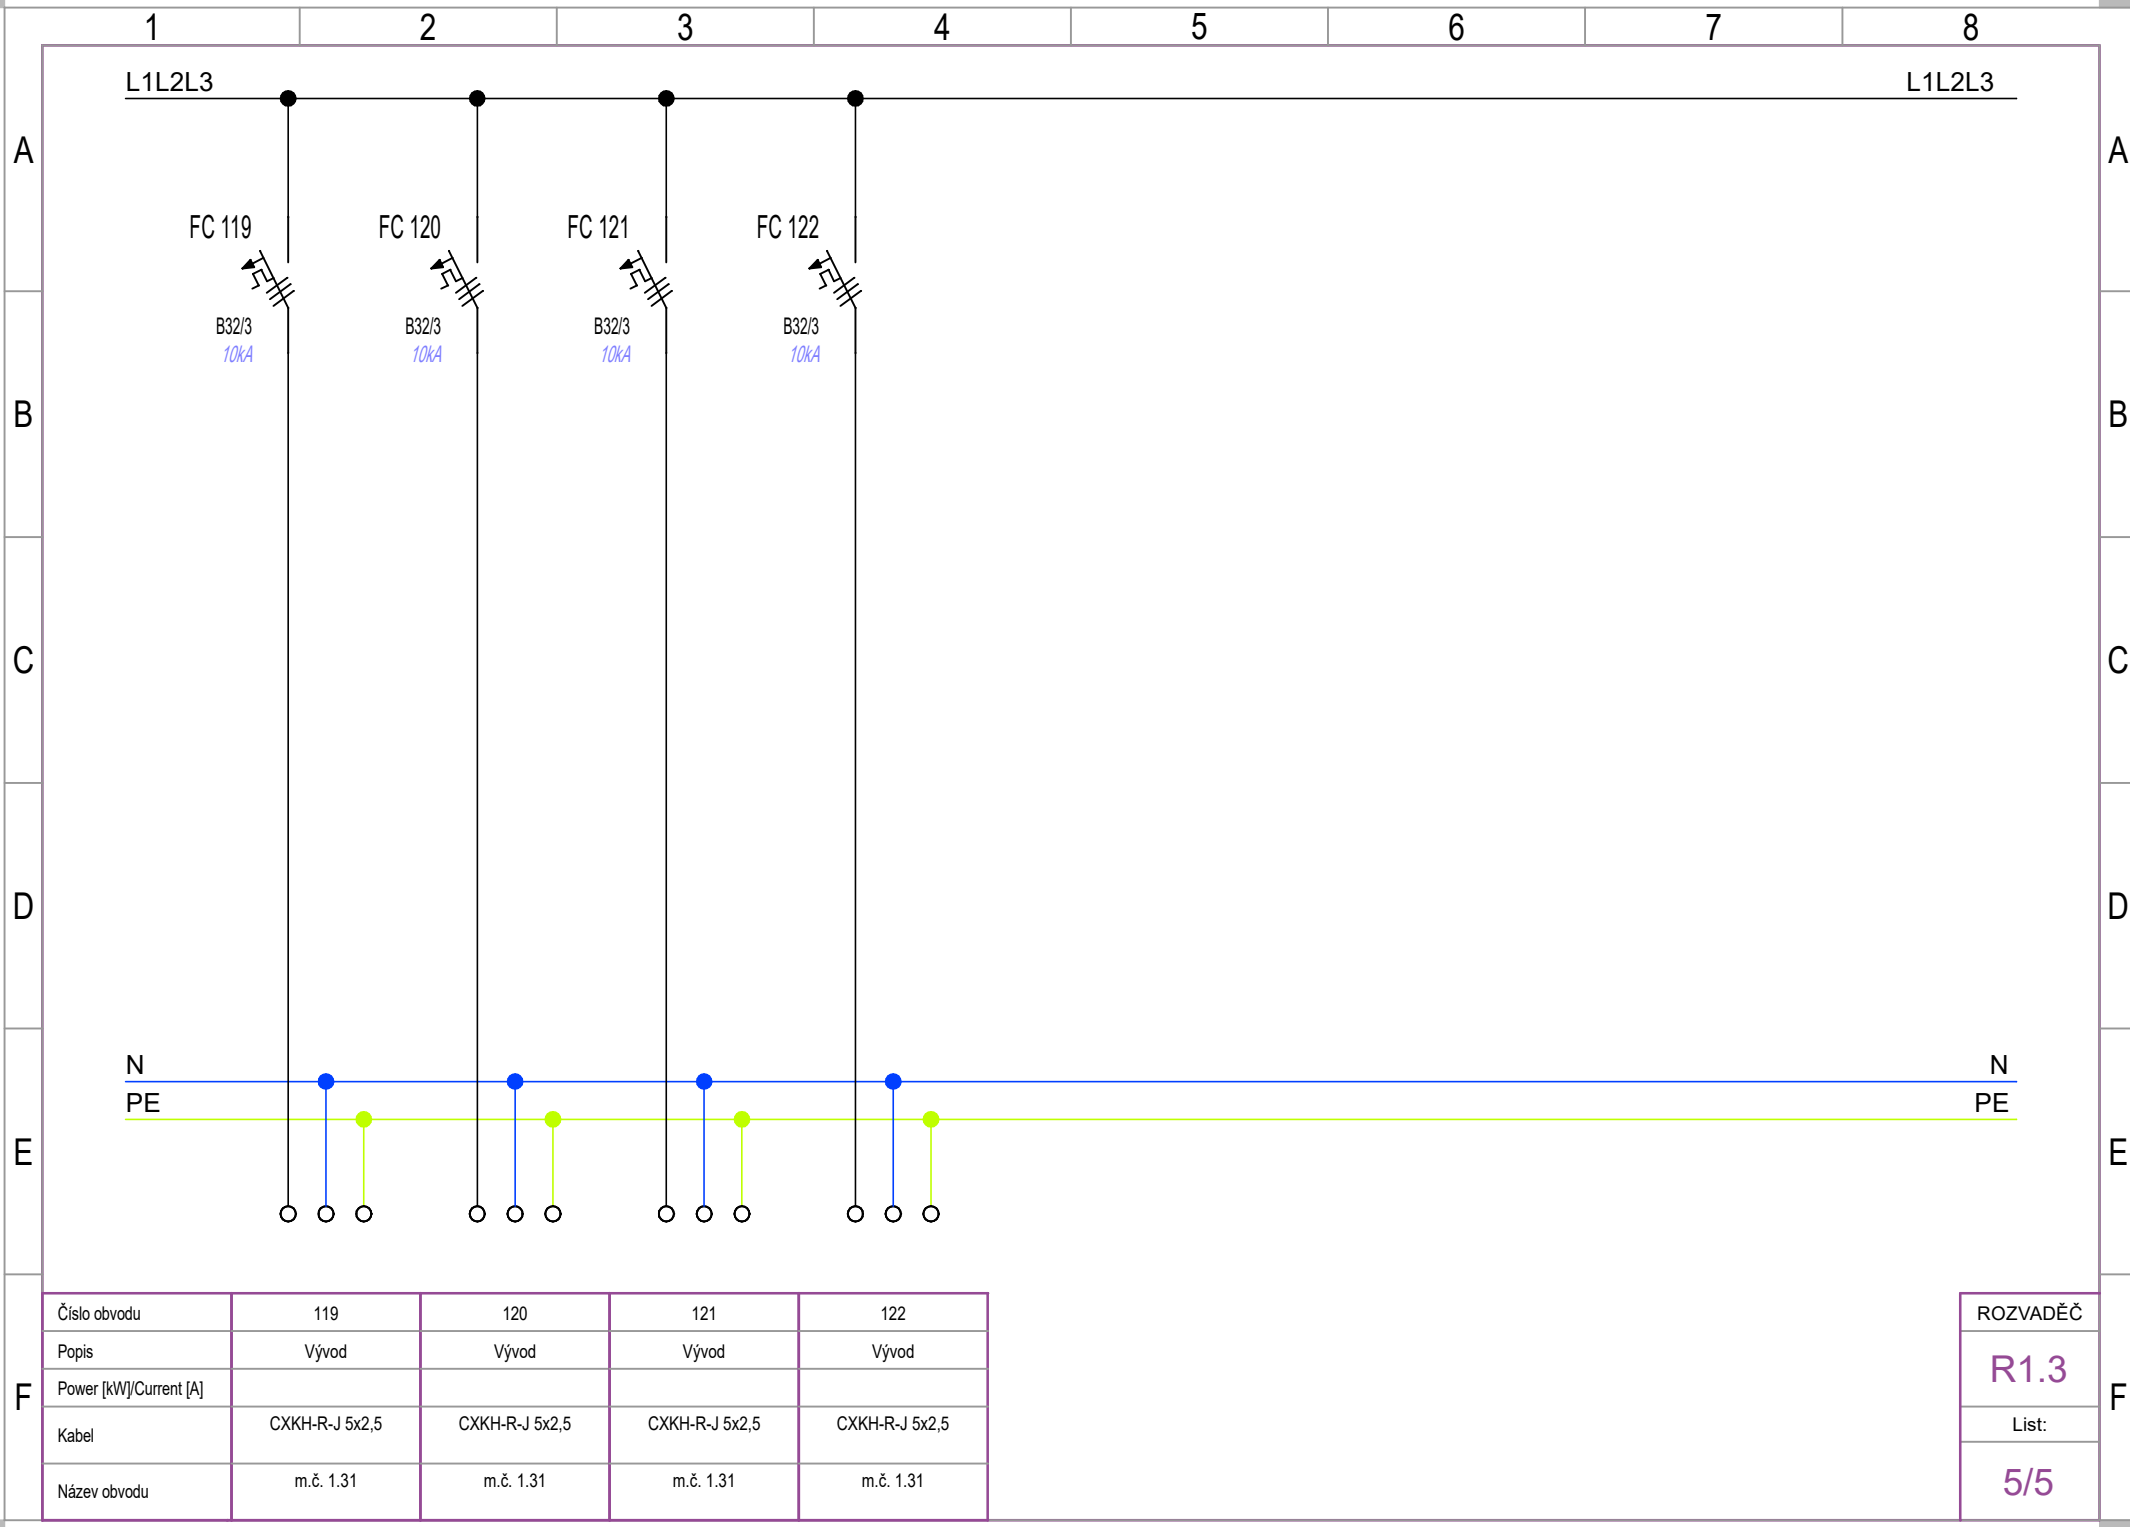 1 2 3 4 5 6 7 8
L1L2L3 L1L2L3
A A
FC 119 FC 120 FC 121 FC 122
B32/3 B32/3 B32/3 B32/3
10kA 10kA 10kA 10kA
B B
C C
D D
N N
PE PE
E E
Číslo obvodu 119 120 121 122
Popis Vývod Vývod Vývod Vývod
Power [kW]/Current [A]
Kabel CXKH-R-J 5x2,5 CXKH-R-J 5x2,5 CXKH-R-J 5x2,5 CXKH-R-J 5x2,5
Název obvodu m.č. 1.31 m.č. 1.31 m.č. 1.31 m.č. 1.31
ROZVADĚČ
R1.3
List:
5/5
F F